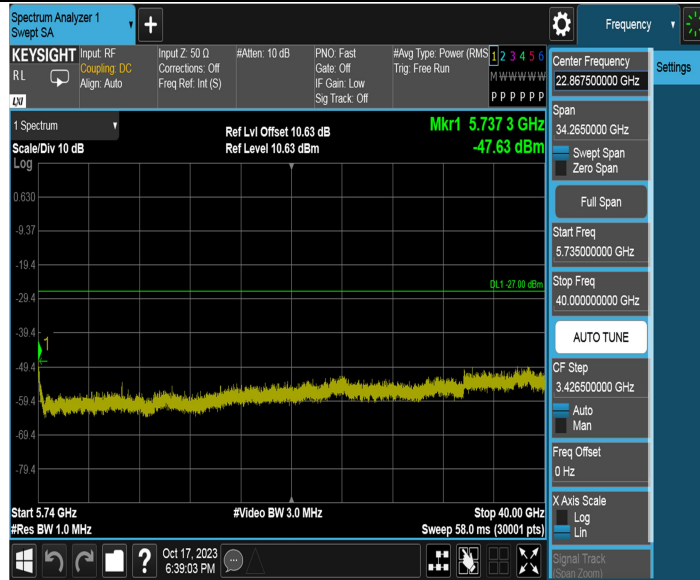 Spectrum Analyzer 1
Swept SA
+
Frequency
KEYSIGHT
RL
LXI
Input: RF
Coupling: DC
Align: Auto
Input Z: 50 Ω
Corrections: Off
Freq Ref: Int (S)
#Atten: 10 dB
PNO: Fast
Gate: Off
IF Gain: Low
Sig Track: Off
#Avg Type: Power (RMS
Trig: Free Run
1 2 3 4 5 6
M W W W W W
P P P P P P
Center Frequency
22.867500000 GHz
Settings
Span
34.2650000 GHz
Swept Span
Zero Span
Full Span
Start Freq
5.735000000 GHz
Stop Freq
40.000000000 GHz
AUTO TUNE
CF Step
3.426500000 GHz
Auto
Man
Freq Offset
0 Hz
X Axis Scale
Log
Lin
Signal Track
(Span Zoom)
1 Spectrum
Scale/Div 10 dB
Log
Ref Lvl Offset 10.63 dB
Ref Level 10.63 dBm
Mkr1 5.737 3 GHz
-47.63 dBm
0.630
-9.37
-19.4
DL1 -27.00 dBm
-29.4
-39.4
1
-49.4
-59.4
-69.4
-79.4
Start 5.74 GHz
#Video BW 3.0 MHz
Stop 40.00 GHz
#Res BW 1.0 MHz
Sweep 58.0 ms (30001 pts)
?
Oct 17, 2023
6:39:03 PM